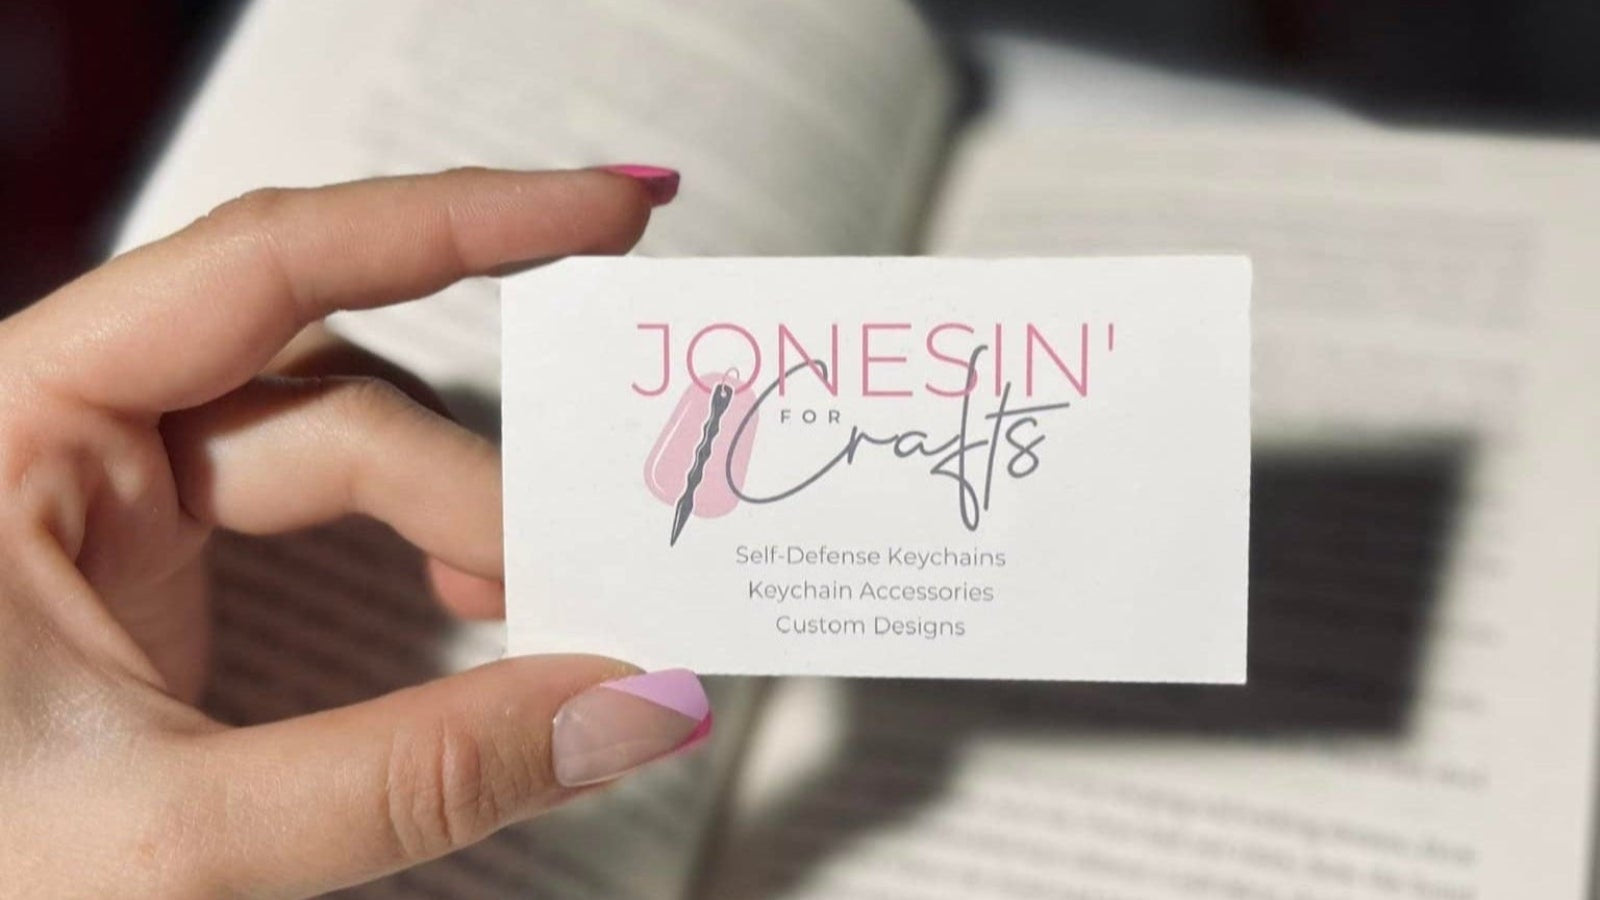 JONESIN'
FOR
Crafts
Self-Defense Keychains
Keychain Accessories
Custom Designs